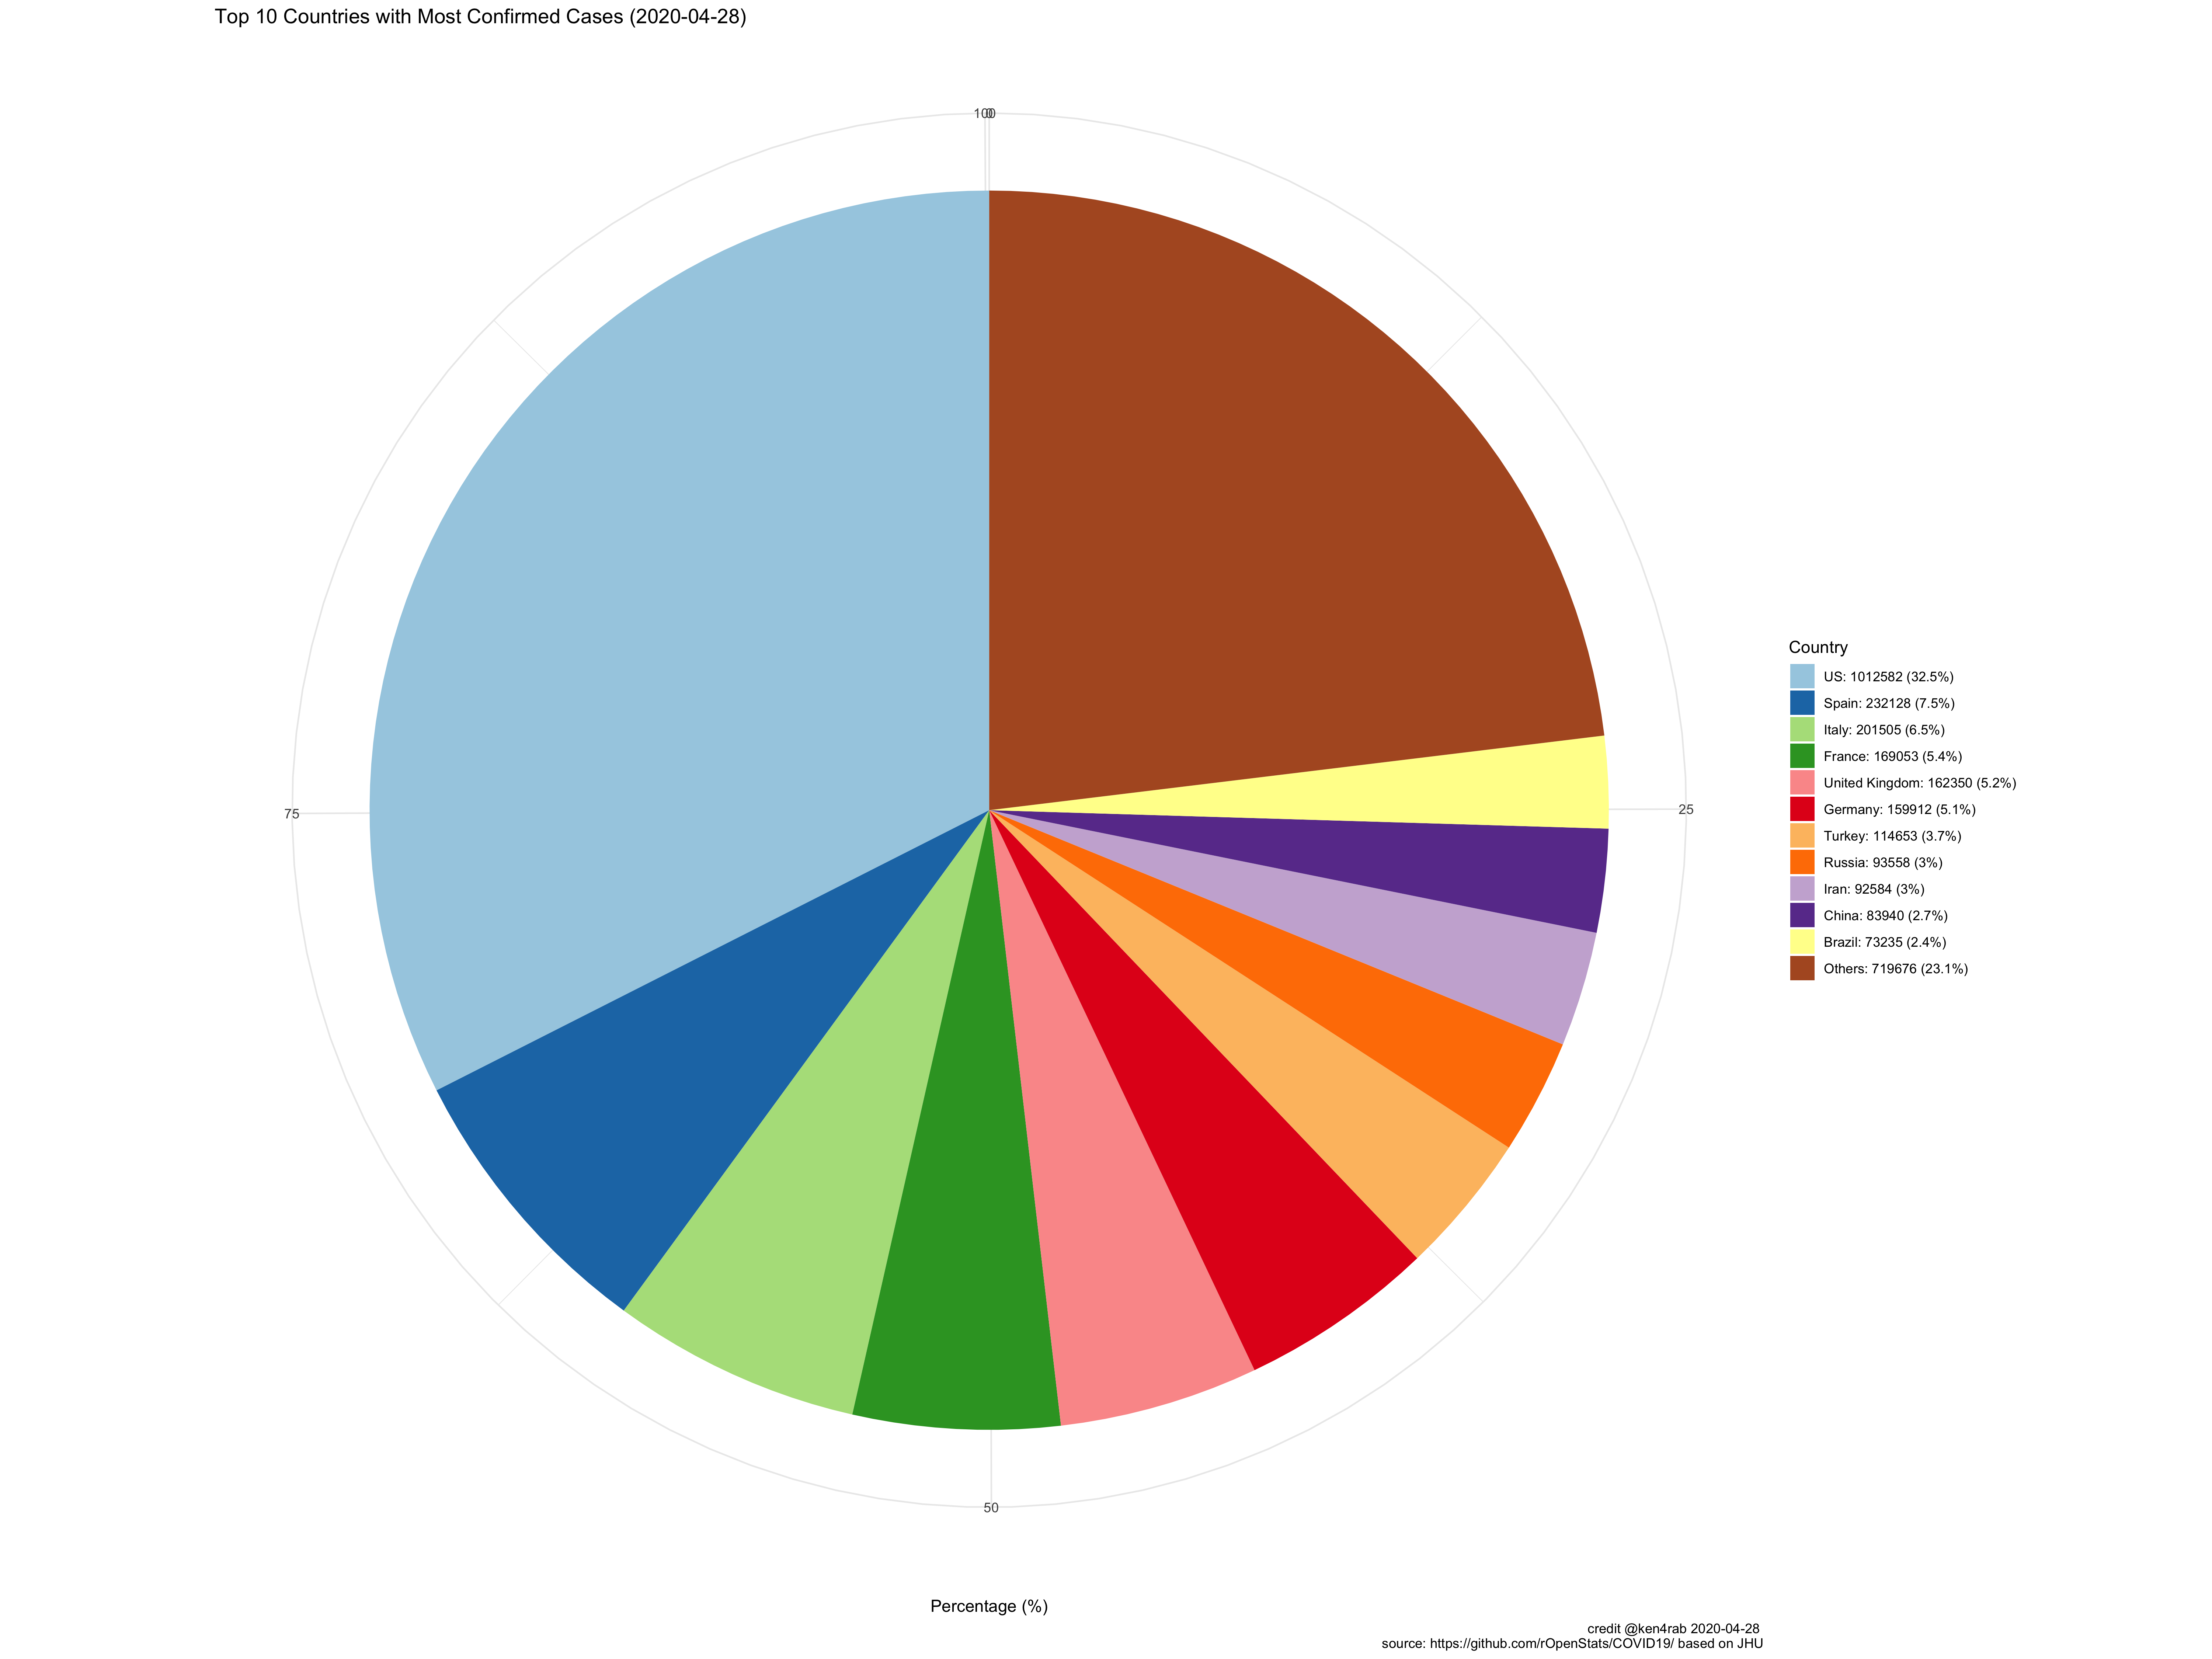 Top 10 Countries with Most Confirmed Cases (2020-04-28)
100
0
75
25
50
Country
US: 1012582 (32.5%)
Spain: 232128 (7.5%)
Italy: 201505 (6.5%)
France: 169053 (5.4%)
United Kingdom: 162350 (5.2%)
Germany: 159912 (5.1%)
Turkey: 114653 (3.7%)
Russia: 93558 (3%)
Iran: 92584 (3%)
China: 83940 (2.7%)
Brazil: 73235 (2.4%)
Others: 719676 (23.1%)
Percentage (%)
credit @ken4rab 2020-04-28
source: https://github.com/rOpenStats/COVID19/ based on JHU